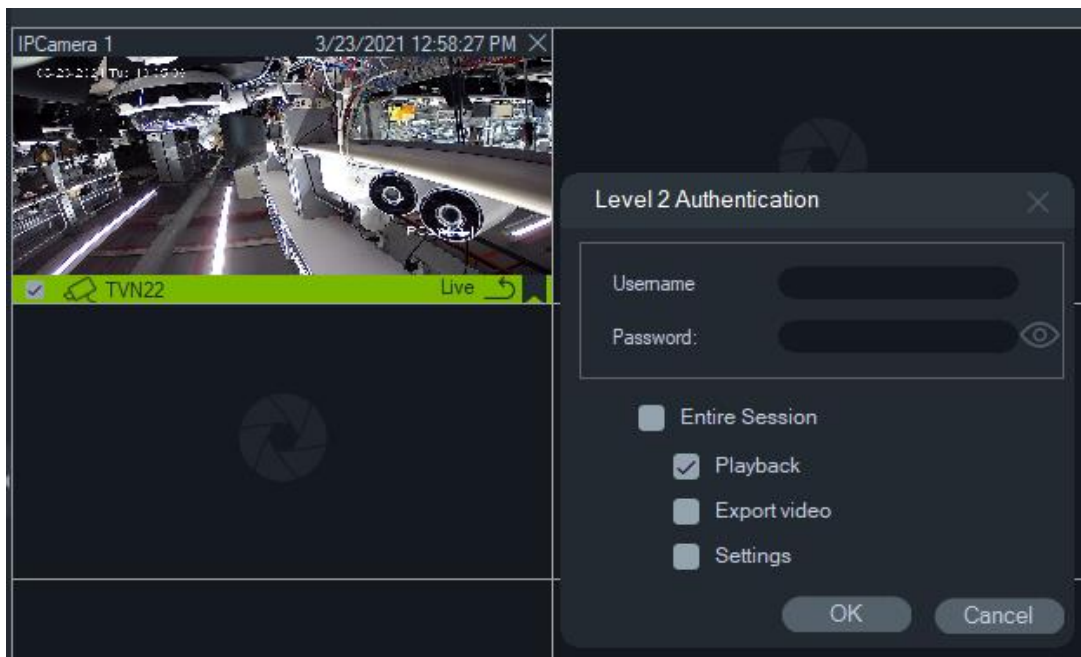 IPCamera 1 3/23/2021 12:58:27 PM
TVN22 Live
Level 2 Authentication
Username
Password:
Entire Session
Playback
Export video
Settings
OK Cancel